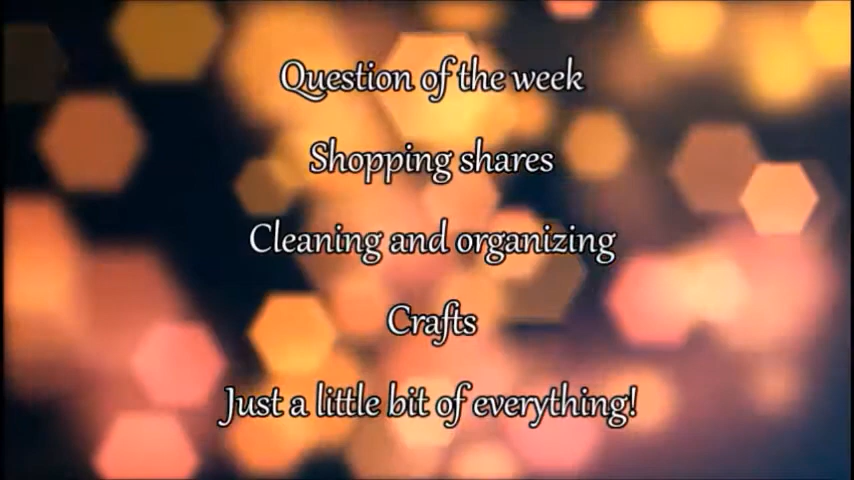 Question of the week
Shopping shares
Cleaning and organizing
Crafts
Just a little bit of everything!